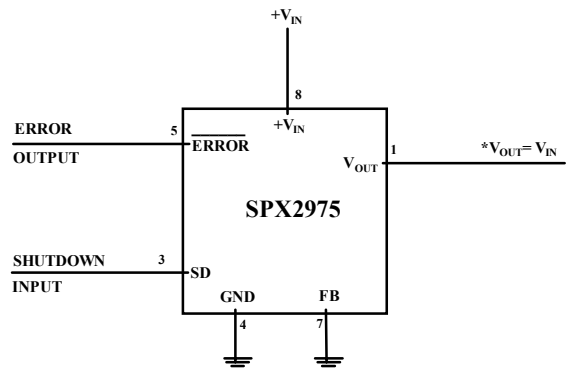 +VIN
8
+VIN
ERROR
5
ERROR
OUTPUT
1
*VOUT= VIN
VOUT
SPX2975
SHUTDOWN
3
SD
INPUT
GND
FB
4
7